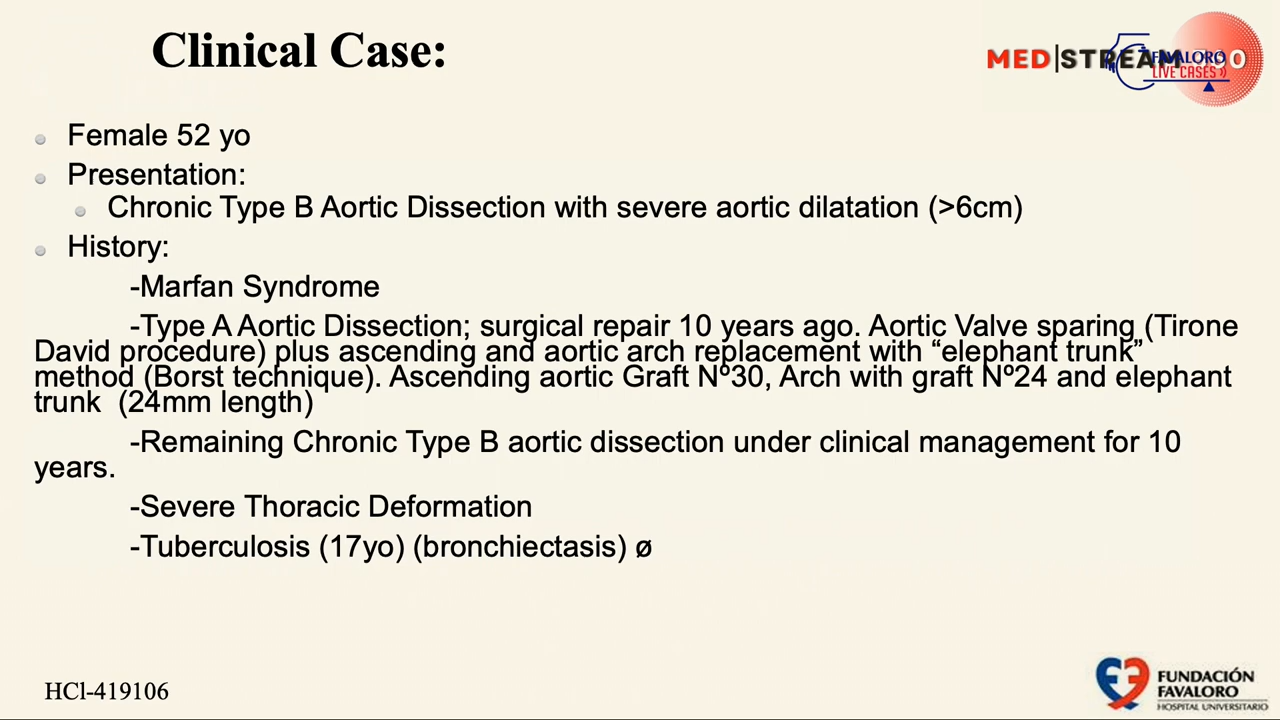 Clinical Case:
MED|STREAM
FAVALORO
LIVE CASES
Female 52 yo
Presentation:
Chronic Type B Aortic Dissection with severe aortic dilatation (>6cm)
History:
-Marfan Syndrome
-Type A Aortic Dissection; surgical repair 10 years ago. Aortic Valve sparing (Tirone
David procedure) plus ascending and aortic arch replacement with “elephant trunk”
method (Borst technique). Ascending aortic Graft Nº30, Arch with graft Nº24 and elephant
trunk (24mm length)
-Remaining Chronic Type B aortic dissection under clinical management for 10
years.
-Severe Thoracic Deformation
-Tuberculosis (17yo) (bronchiectasis) ø
HCl-419106
FUNDACIÓN
FAVALORO
HOSPITAL UNIVERSITARIO